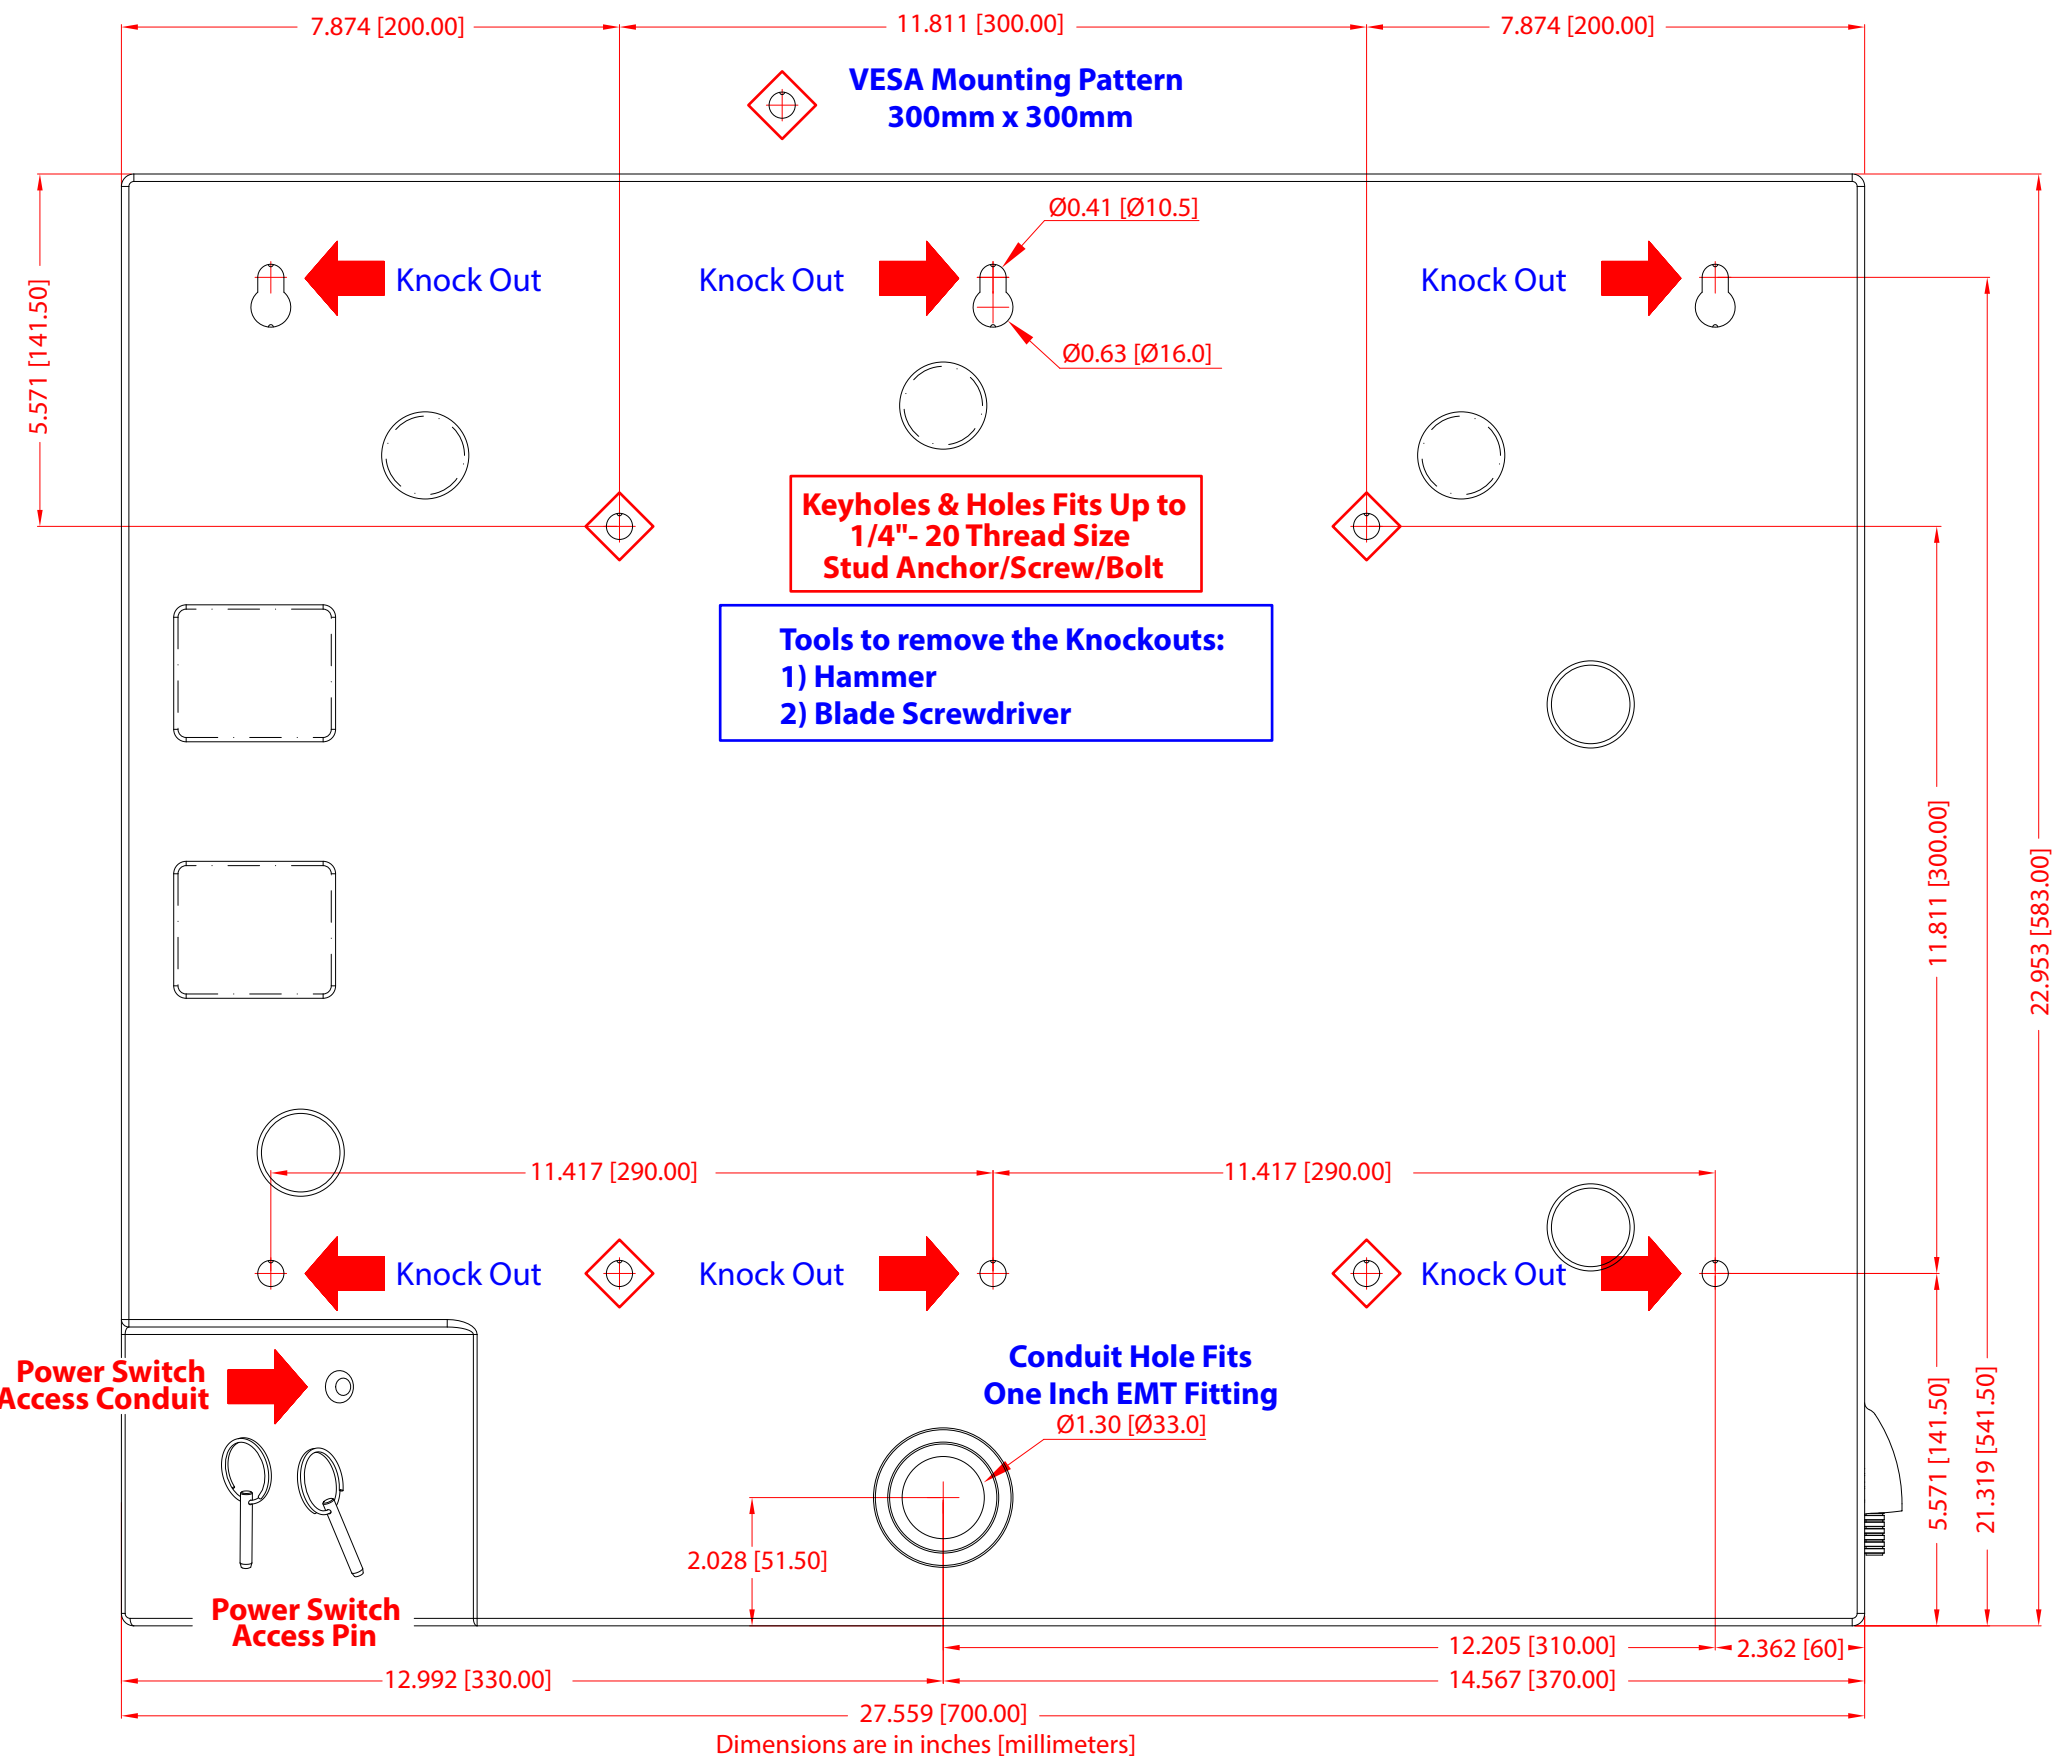 7.874 [200.00]
11.811 [300.00]
7.874 [200.00]
VESA Mounting Pattern
300mm x 300mm
Ø0.41 [Ø10.5]
Knock Out
Knock Out
Knock Out
5.571 [141.50]
Ø0.63 [Ø16.0]
Keyholes & Holes Fits Up to
1/4"- 20 Thread Size
Stud Anchor/Screw/Bolt
Tools to remove the Knockouts:
1) Hammer
2) Blade Screwdriver
11.811 [300.00]
22.953 [583.00]
11.417 [290.00]
11.417 [290.00]
Knock Out
Knock Out
Knock Out
Power Switch
Access Conduit
Conduit Hole Fits
One Inch EMT Fitting
Ø1.30 [Ø33.0]
5.571 [141.50]
21.319 [541.50]
2.028 [51.50]
Power Switch
Access Pin
12.205 [310.00]
2.362 [60]
12.992 [330.00]
14.567 [370.00]
27.559 [700.00]
Dimensions are in inches [millimeters]